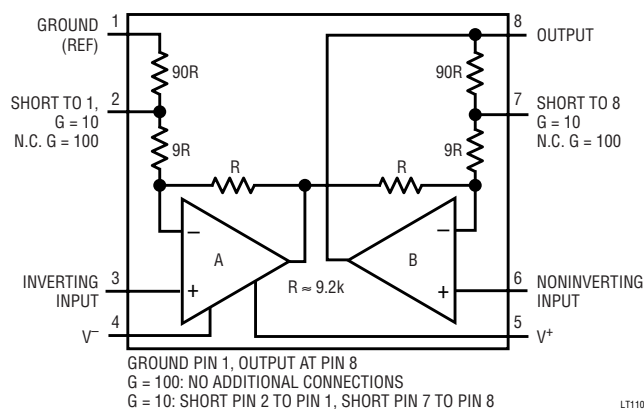 GROUND
(REF)
1
8
OUTPUT
90R
90R
SHORT TO 1,
G = 10
N.C. G = 100
2
7
SHORT TO 8
G = 10
N.C. G = 100
9R
9R
R
R
−
−
A
B
+
+
R ≈ 9.2k
INVERTING
INPUT
3
6
NONINVERTING
INPUT
4
V−
5
V+
GROUND PIN 1, OUTPUT AT PIN 8
G = 100: NO ADDITIONAL CONNECTIONS
G = 10: SHORT PIN 2 TO PIN 1, SHORT PIN 7 TO PIN 8
LT110